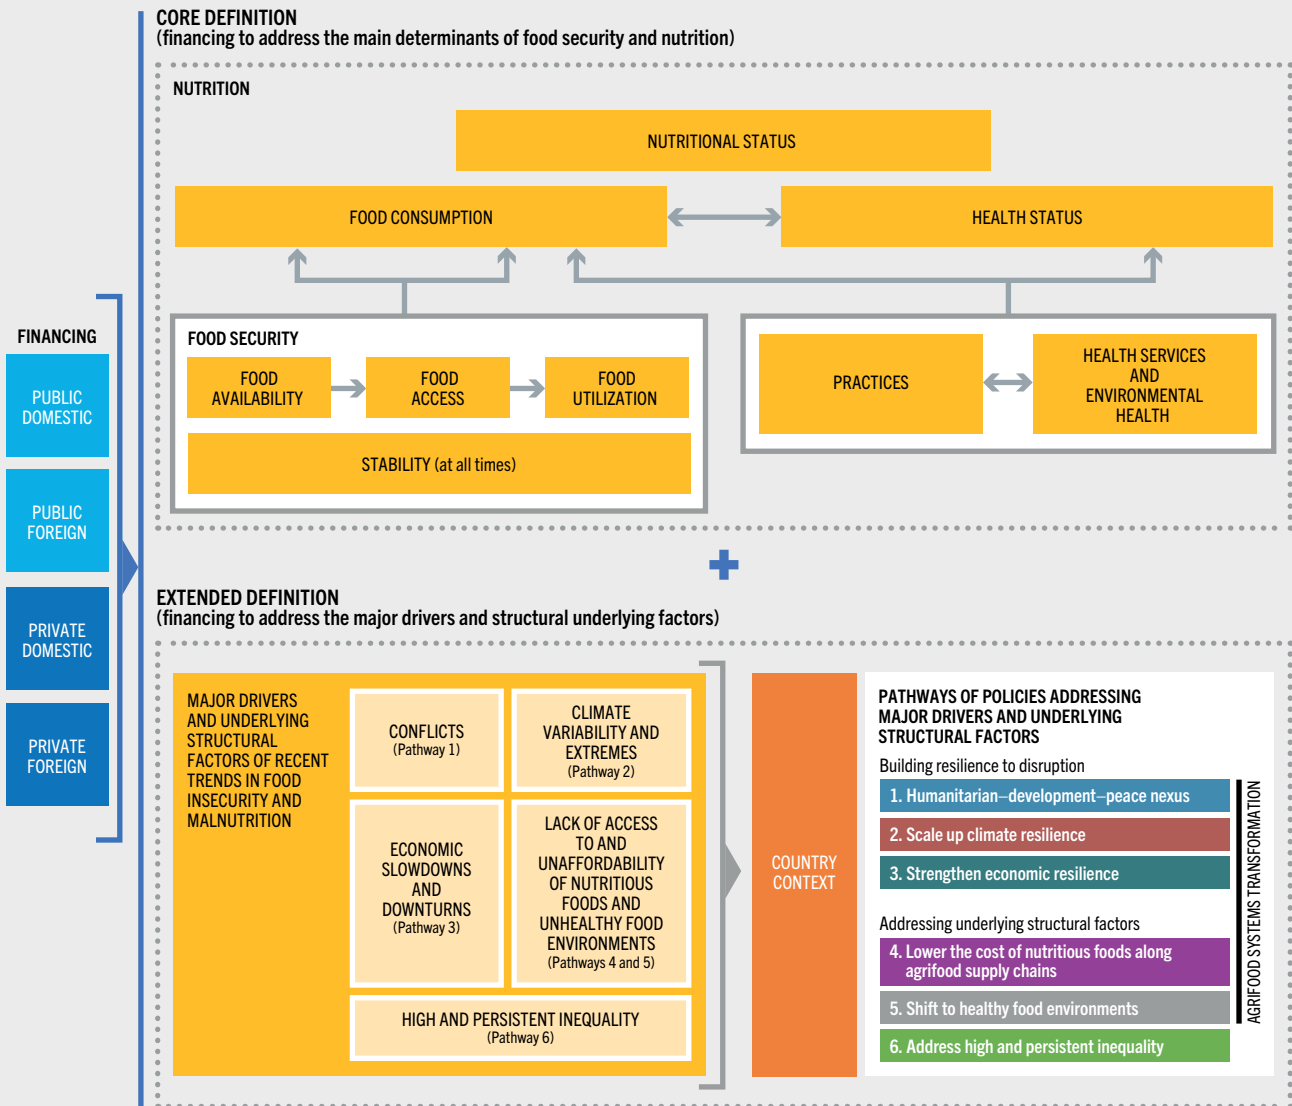 CORE DEFINITION
(financing to address the main determinants of food security and nutrition)
NUTRITION
NUTRITIONAL STATUS
FOOD CONSUMPTION
HEALTH STATUS
FINANCING
PUBLIC
DOMESTIC
PUBLIC
FOREIGN
PRIVATE
DOMESTIC
PRIVATE
FOREIGN
FOOD SECURITY
FOOD
AVAILABILITY
FOOD
ACCESS
FOOD
UTILIZATION
STABILITY (at all times)
PRACTICES
HEALTH SERVICES
AND
ENVIRONMENTAL
HEALTH
+
EXTENDED DEFINITION
(financing to address the major drivers and structural underlying factors)
MAJOR DRIVERS
AND UNDERLYING
STRUCTURAL
FACTORS OF RECENT
TRENDS IN FOOD
INSECURITY AND
MALNUTRITION
CONFLICTS
(Pathway 1)
CLIMATE
VARIABILITY AND
EXTREMES
(Pathway 2)
ECONOMIC
SLOWDOWNS
AND
DOWNTURNS
(Pathway 3)
LACK OF ACCESS
TO AND
UNAFFORDABILITY
OF NUTRITIOUS
FOODS AND
UNHEALTHY FOOD
ENVIRONMENTS
(Pathways 4 and 5)
HIGH AND PERSISTENT INEQUALITY
(Pathway 6)
COUNTRY
CONTEXT
PATHWAYS OF POLICIES ADDRESSING
MAJOR DRIVERS AND UNDERLYING
STRUCTURAL FACTORS
Building resilience to disruption
1. Humanitarian–development–peace nexus
2. Scale up climate resilience
3. Strengthen economic resilience
Addressing underlying structural factors
4. Lower the cost of nutritious foods along
agrifood supply chains
5. Shift to healthy food environments
6. Address high and persistent inequality
AGRIFOOD SYSTEMS TRANSFORMATION